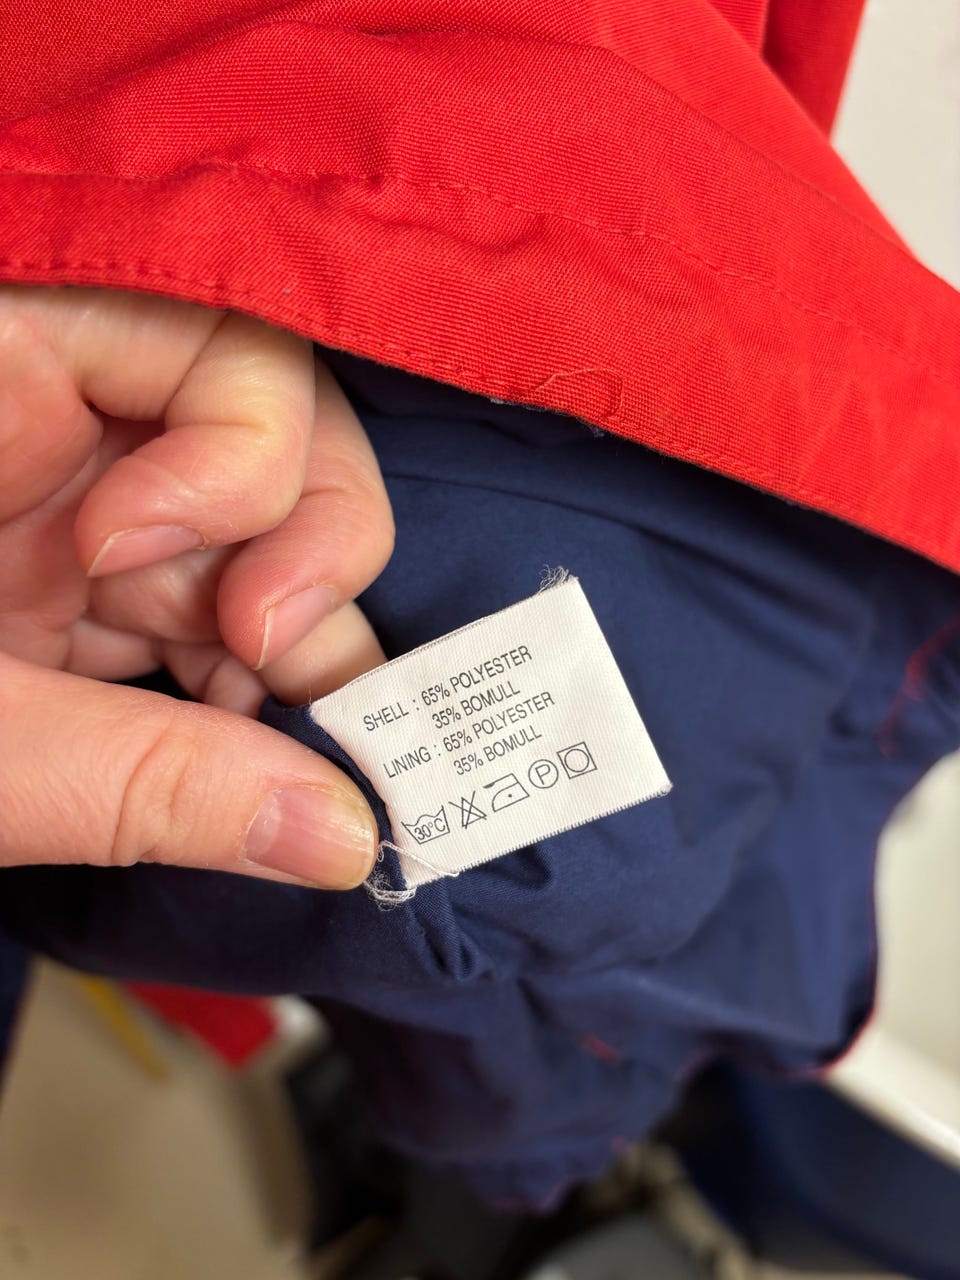 SHELL : 65% POLYESTER
35% BOMULL
LINING : 65% POLYESTER
35% BOMULL
30°C P